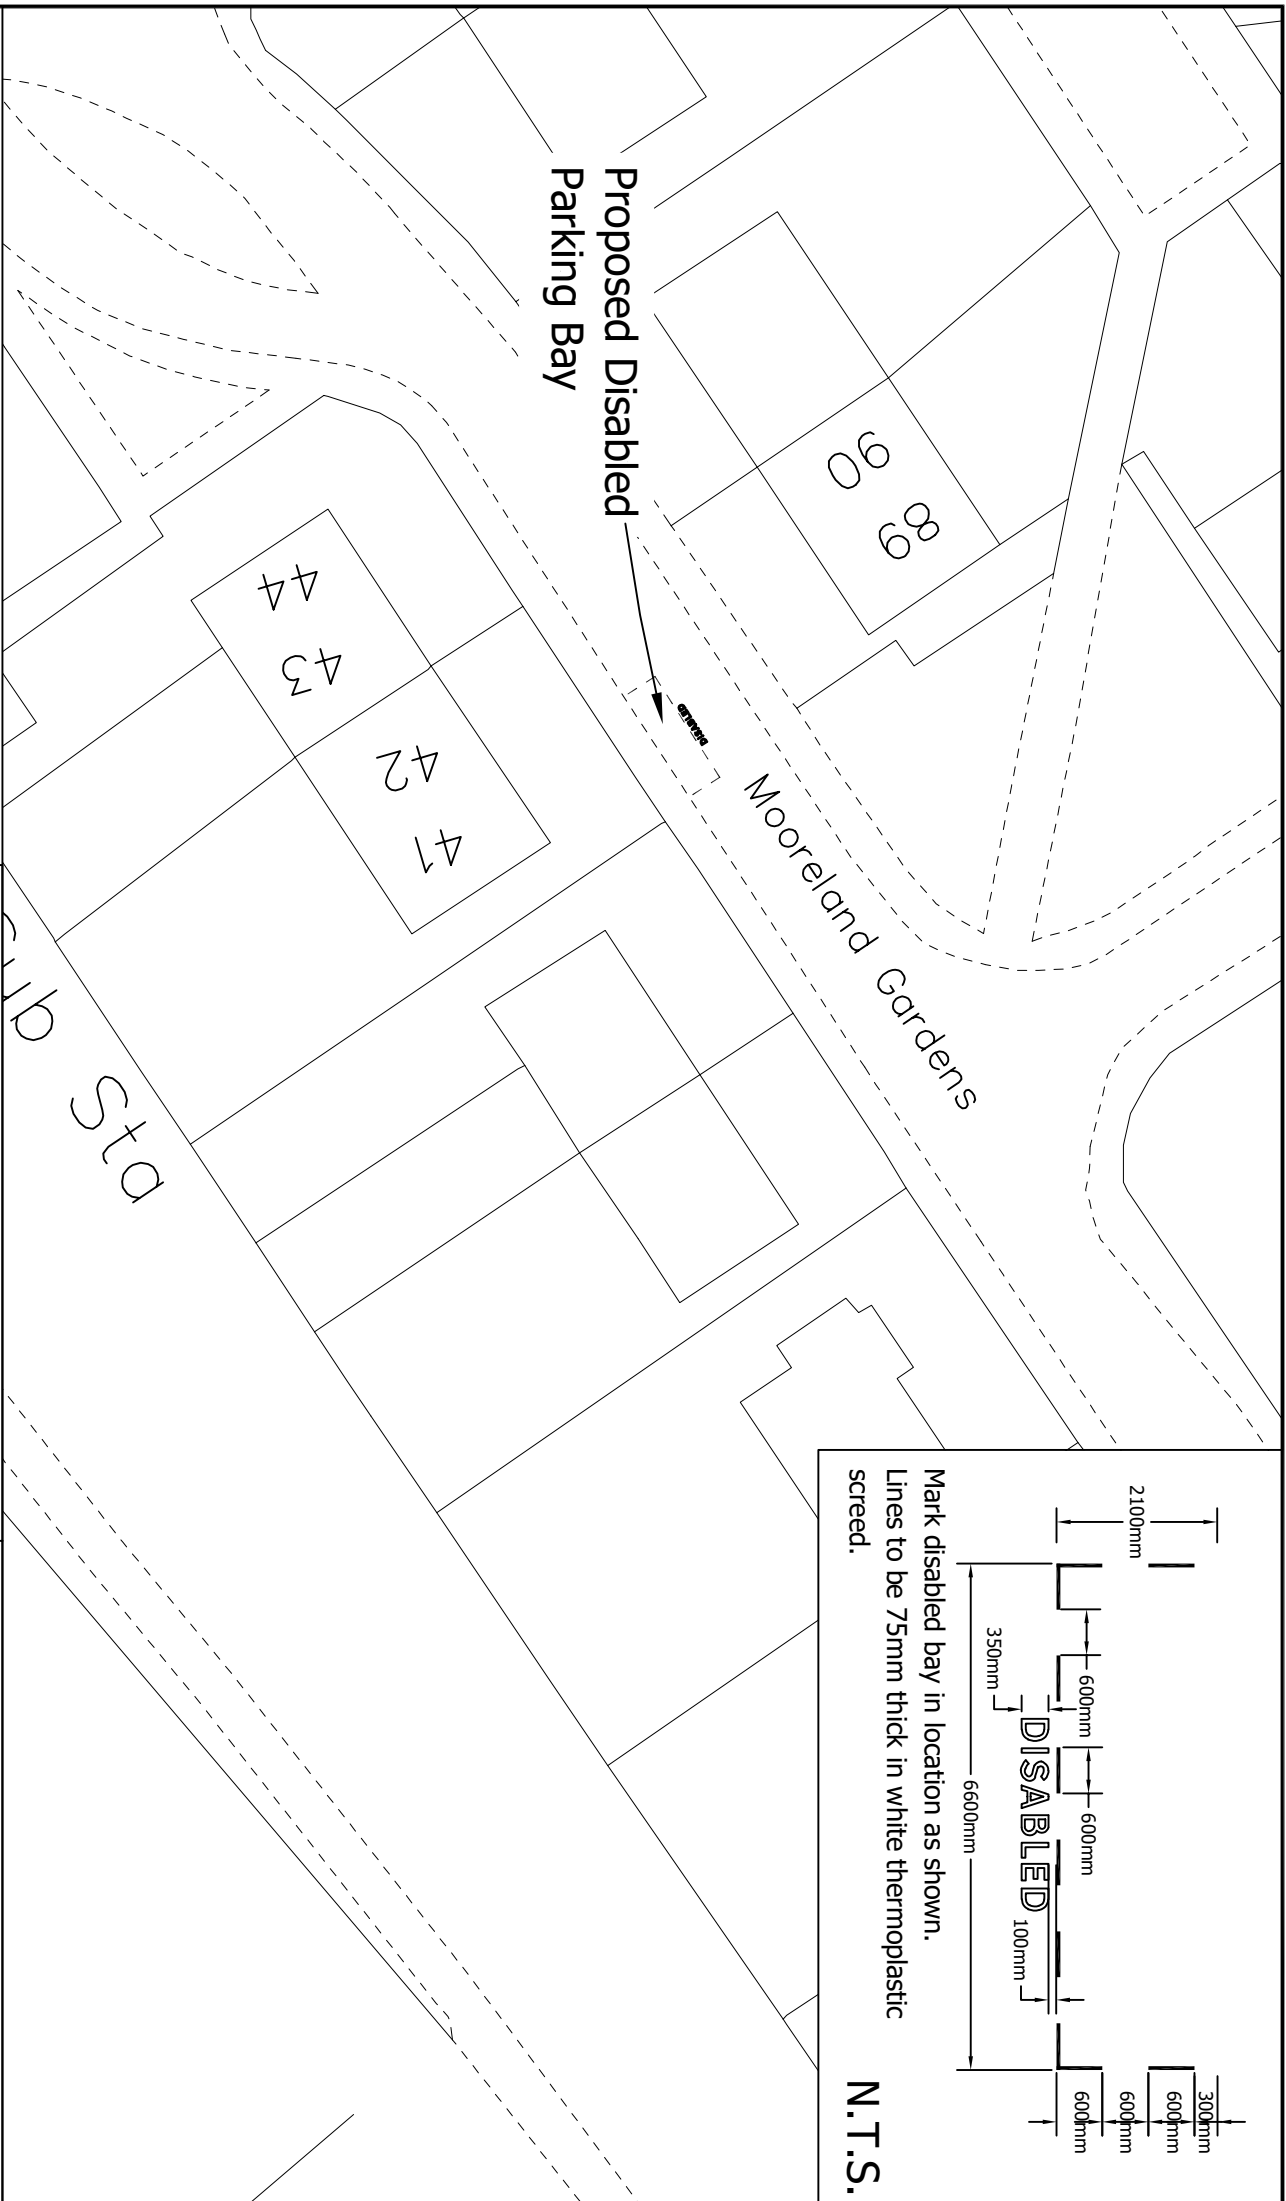 Proposed Disabled
Parking Bay
89
90
44
43
42
41
DISABLED
Mooreland Gardens
Sub Sta
2100mm
600mm
600mm
350mm
DISABLED
100mm
6600mm
300mm
600mm
600mm
600mm
Mark disabled bay in location as shown.
Lines to be 75mm thick in white thermoplastic
screed.
N.T.S.